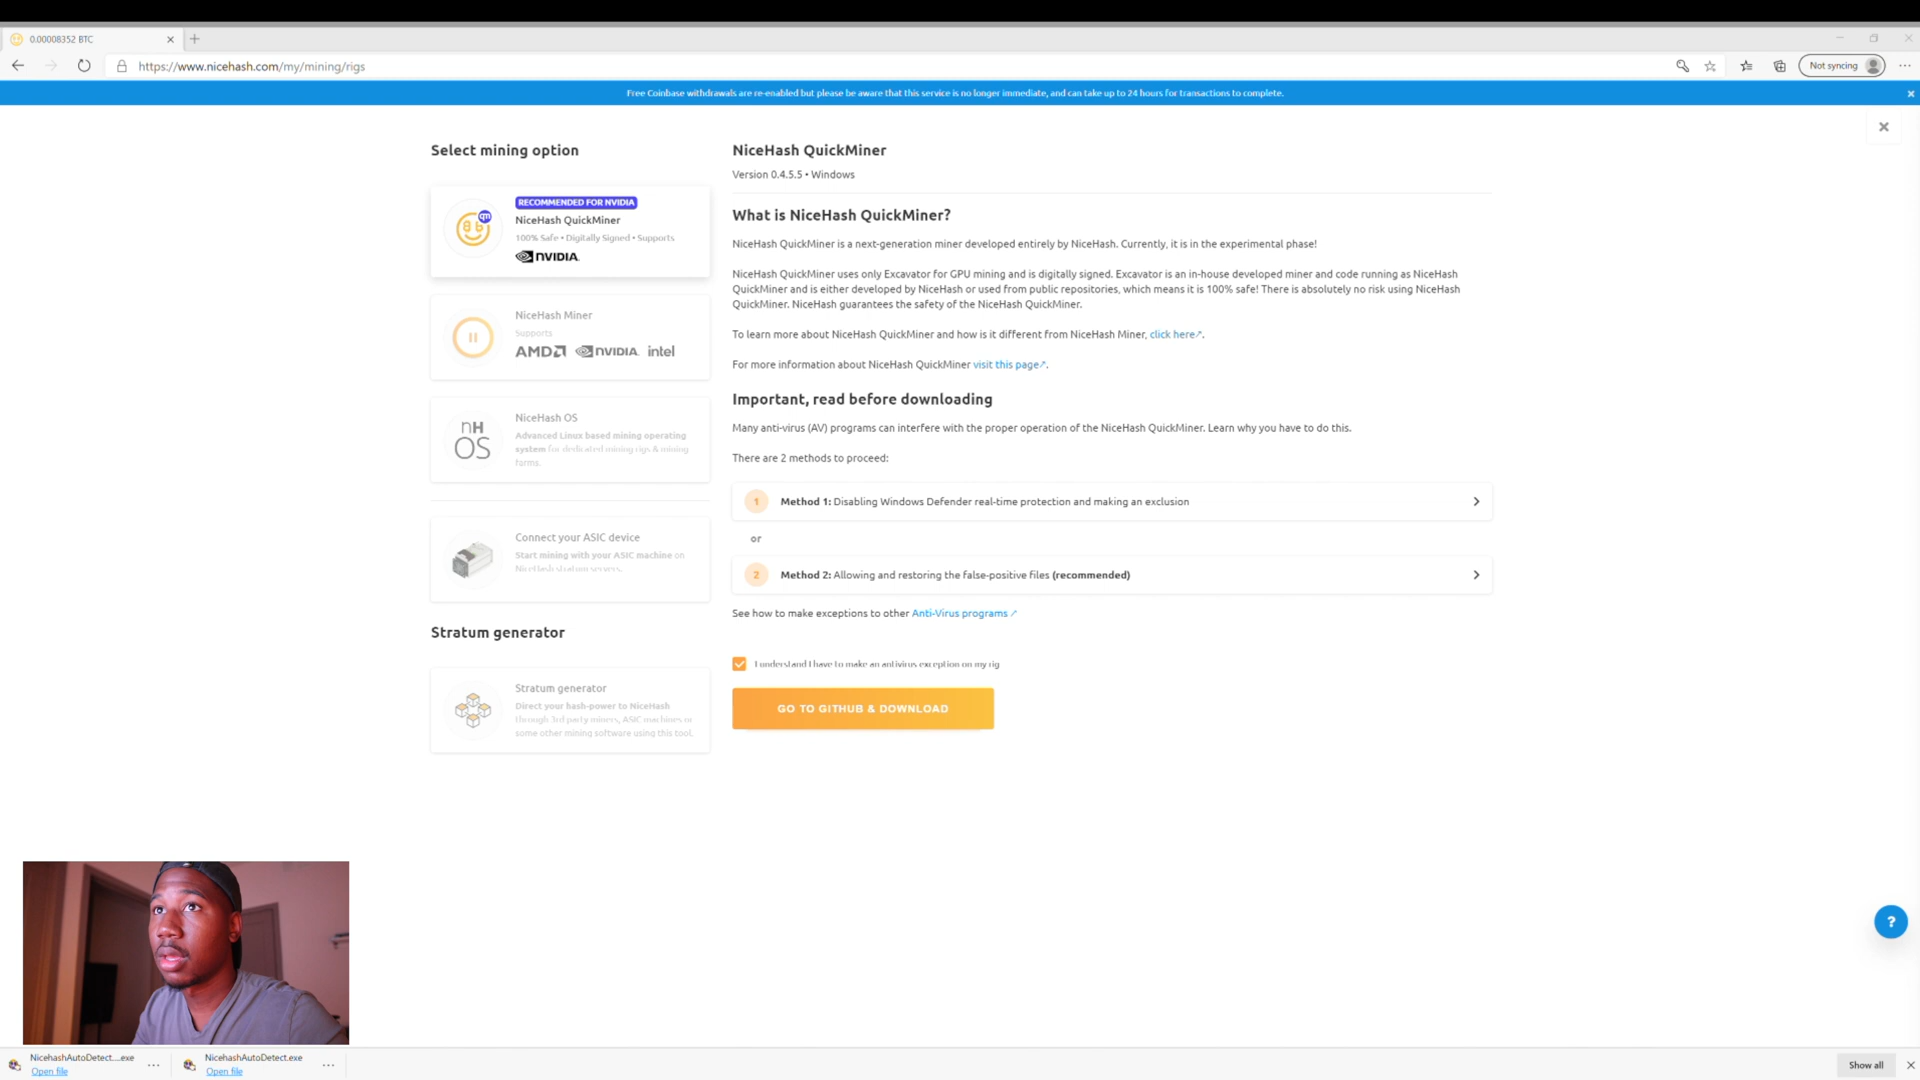 0.00008352 BTC
https://www.nicehash.com/my/mining/rigs
Not syncing
Free Coinbase withdrawals are re-enabled but please be aware that this service is no longer immediate, and can take up to 24 hours for transactions to complete.
Select mining option
RECOMMENDED FOR NVIDIA
NiceHash QuickMiner
100% Safe • Digitally Signed • Supports
NVIDIA.
NiceHash Miner
Supports
AMD NVIDIA. intel
NiceHash OS
nH
OS
Advanced Linux based mining operating
system for dedicated mining rigs & mining
farms.
Connect your ASIC device
Start mining with your ASIC machine on
NiceHash stratum servers.
Stratum generator
Stratum generator
Direct your hash-power to NiceHash
through 3rd party miners, ASIC machines or
some other mining software using this tool.
NiceHash QuickMiner
Version 0.4.5.5 • Windows
What is NiceHash QuickMiner?
NiceHash QuickMiner is a next-generation miner developed entirely by NiceHash. Currently, it is in the experimental phase!
NiceHash QuickMiner uses only Excavator for GPU mining and is digitally signed. Excavator is an in-house developed miner and code running as NiceHash
QuickMiner and is either developed by NiceHash or used from public repositories, which means it is 100% safe! There is absolutely no risk using NiceHash
QuickMiner. NiceHash guarantees the safety of the NiceHash QuickMiner.
To learn more about NiceHash QuickMiner and how is it different from NiceHash Miner, click here.
For more information about NiceHash QuickMiner visit this page.
Important, read before downloading
Many anti-virus (AV) programs can interfere with the proper operation of the NiceHash QuickMiner. Learn why you have to do this.
There are 2 methods to proceed:
1 Method 1: Disabling Windows Defender real-time protection and making an exclusion
or
2 Method 2: Allowing and restoring the false-positive files (recommended)
See how to make exceptions to other Anti-Virus programs
I understand I have to make an antivirus exception on my rig
GO TO GITHUB & DOWNLOAD
?
NicehashAutoDetect....exe
Open file
NicehashAutoDetect.exe
Open file
Show all